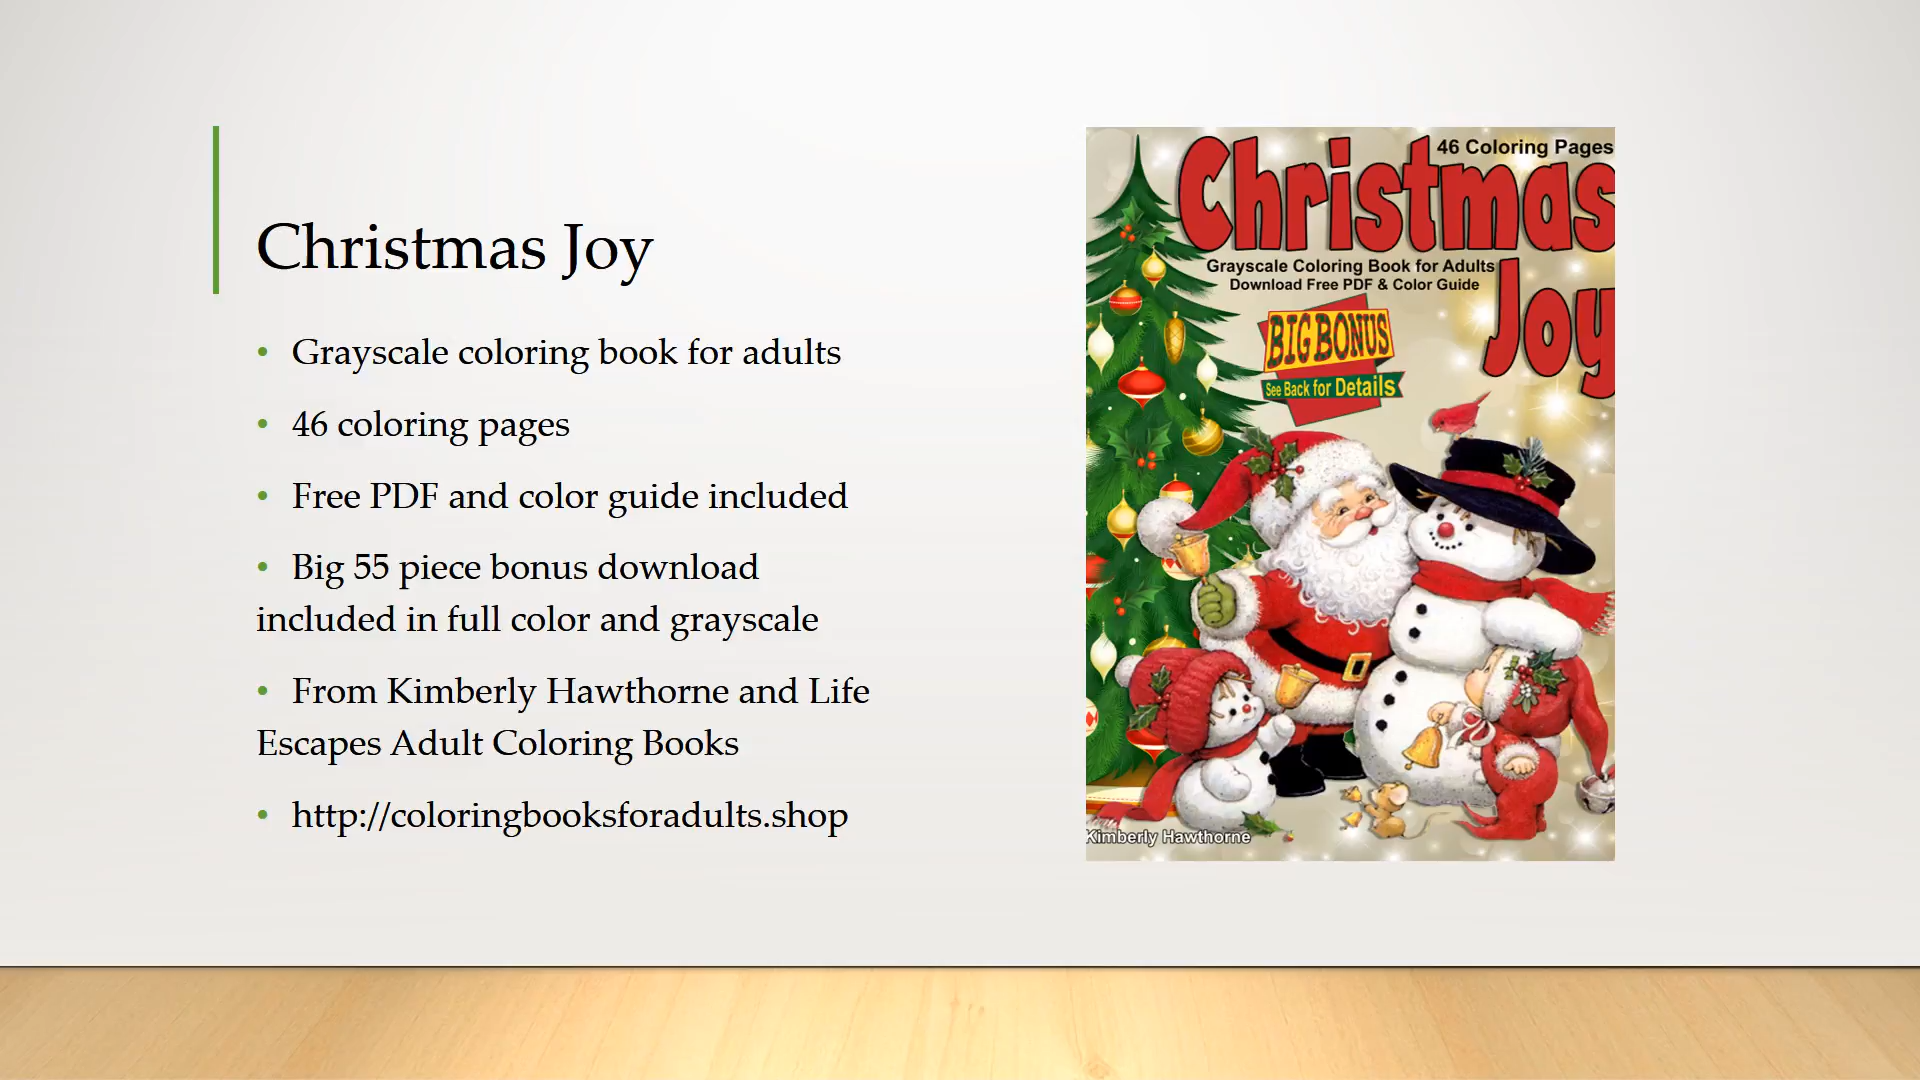 Christmas Joy
• Grayscale coloring book for adults
• 46 coloring pages
• Free PDF and color guide included
• Big 55 piece bonus download
included in full color and grayscale
• From Kimberly Hawthorne and Life
Escapes Adult Coloring Books
• http://coloringbooksforadults.shop
46 Coloring Pages
Christmas
Joy
Grayscale Coloring Book for Adults
Download Free PDF & Color Guide
BIG BONUS
See Back for Details
Kimberly Hawthorne